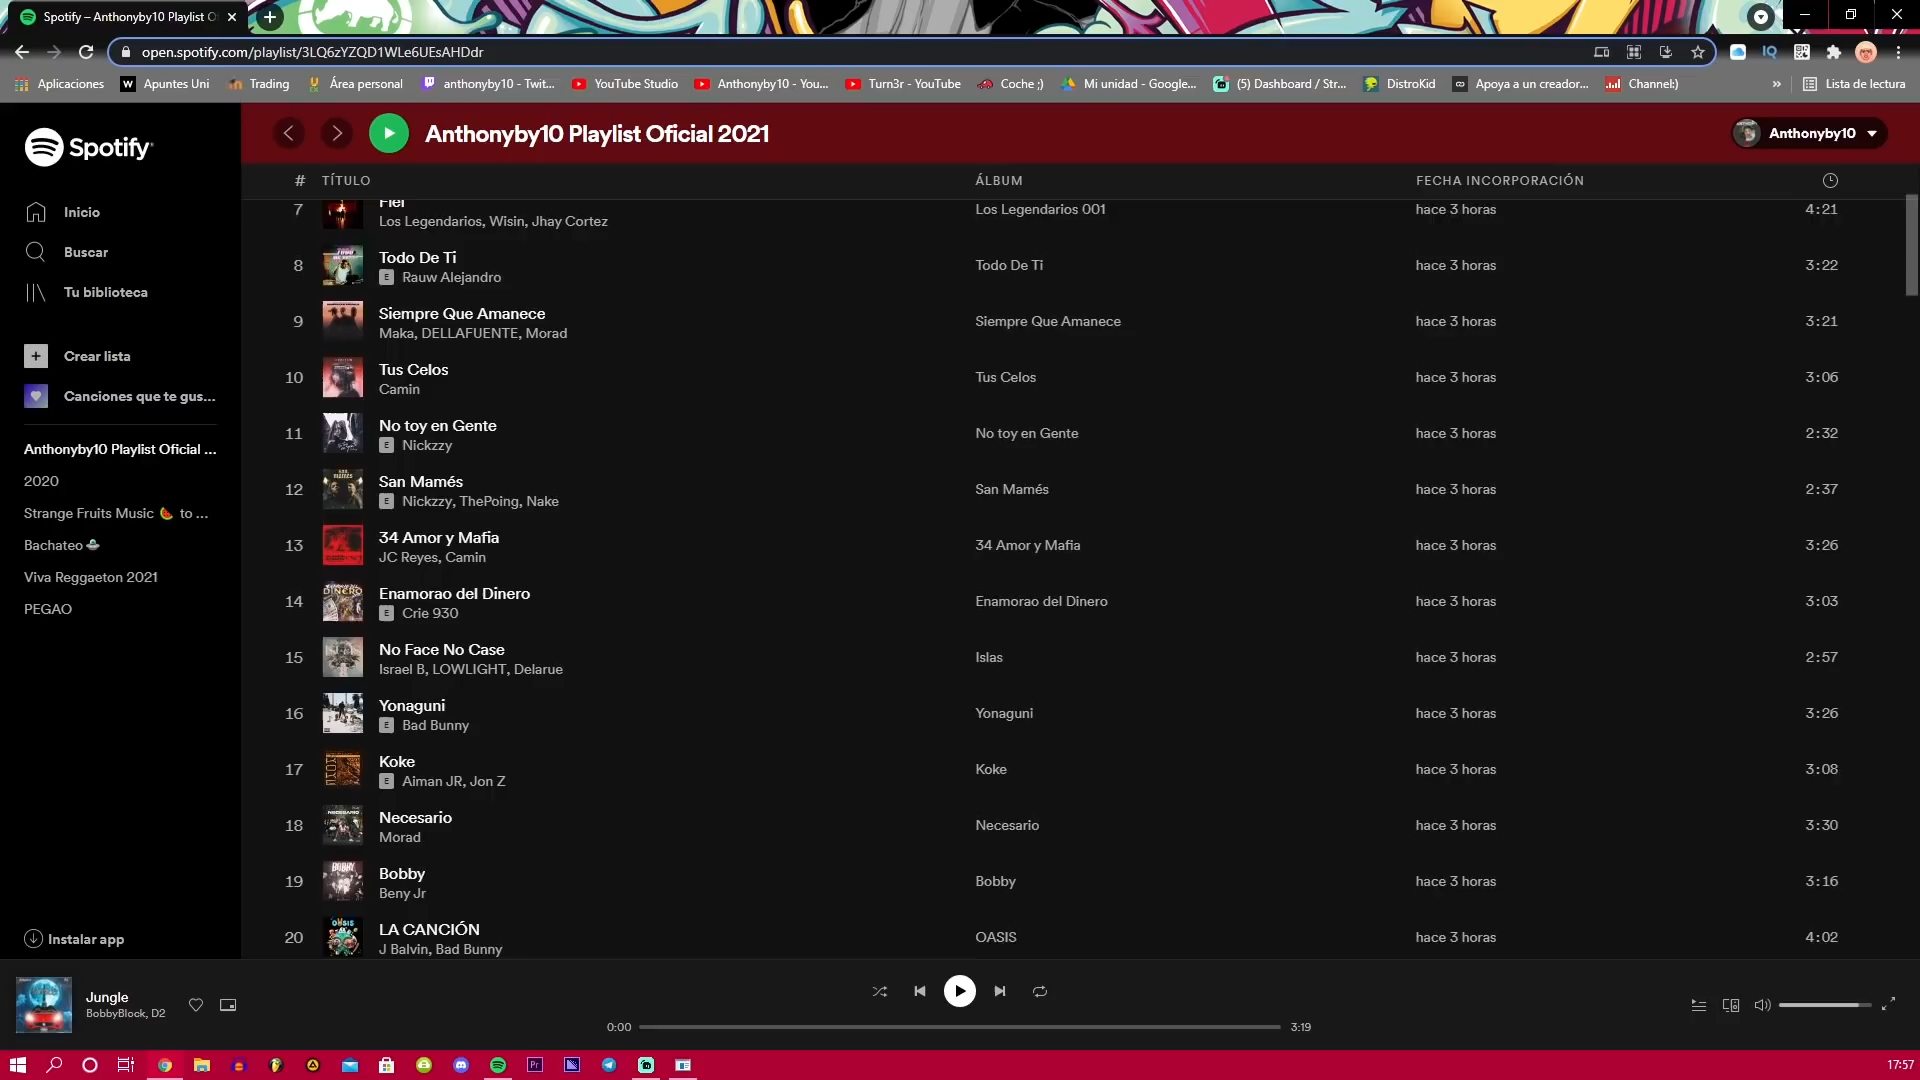 Spotify – Anthonyby10 Playlist O
open.spotify.com/playlist/3LQ6zYZQD1WLe6UEsAHDdr
Aplicaciones
Apuntes Uni
Trading
Área personal
anthonyby10 - Twit...
YouTube Studio
Anthonyby10 - You...
Turn3r - YouTube
Coche ;)
Mi unidad - Google...
(5) Dashboard / Str...
DistroKid
Apoya a un creador...
Channel:)
»
Lista de lectura
Spotify
Inicio
Buscar
Tu biblioteca
Crear lista
Canciones que te gus...
Anthonyby10 Playlist Oficial ...
2020
Strange Fruits Music 🍉 to ...
Bachateo 🛸
Viva Reggaeton 2021
PEGAO
Instalar app
Anthonyby10 Playlist Oficial 2021
Anthonyby10
# TÍTULO ÁLBUM FECHA INCORPORACIÓN
7 Fiel Los Legendarios 001 hace 3 horas 4:21
Los Legendarios, Wisin, Jhay Cortez
8 Todo De Ti Todo De Ti hace 3 horas 3:22
E Rauw Alejandro
9 Siempre Que Amanece Siempre Que Amanece hace 3 horas 3:21
Maka, DELLAFUENTE, Morad
10 Tus Celos Tus Celos hace 3 horas 3:06
Camin
11 No toy en Gente No toy en Gente hace 3 horas 2:32
E Nickzzy
12 San Mamés San Mamés hace 3 horas 2:37
E Nickzzy, ThePoing, Nake
13 34 Amor y Mafia 34 Amor y Mafia hace 3 horas 3:26
JC Reyes, Camin
14 Enamorao del Dinero Enamorao del Dinero hace 3 horas 3:03
E Crie 930
15 No Face No Case Islas hace 3 horas 2:57
Israel B, LOWLIGHT, Delarue
16 Yonaguni Yonaguni hace 3 horas 3:26
E Bad Bunny
17 Koke Koke hace 3 horas 3:08
E Aiman JR, Jon Z
18 Necesario Necesario hace 3 horas 3:30
Morad
19 Bobby Bobby hace 3 horas 3:16
Beny Jr
20 LA CANCIÓN OASIS hace 3 horas 4:02
J Balvin, Bad Bunny
Jungle
BobbyBlock, D2
0:00
3:19
17:57